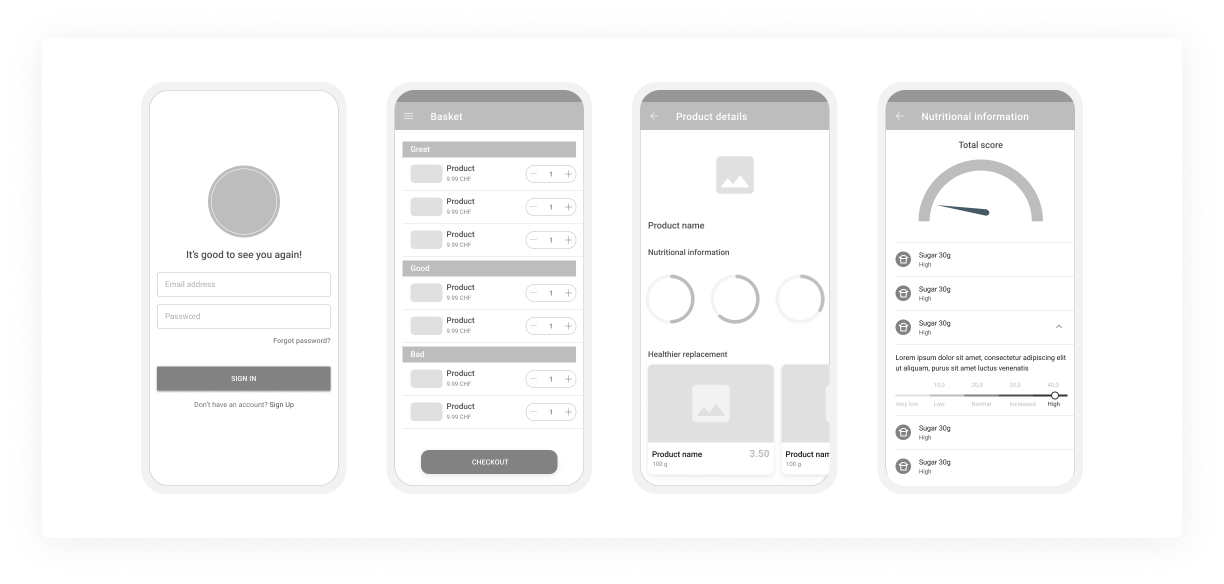 It's good to see you again!
Email address
Password
Forgot password?
SIGN IN
Don't have an account? Sign Up
Basket
Great
Product
9.99 CHF
1
Product
9.99 CHF
1
Product
9.99 CHF
1
Good
Product
9.99 CHF
1
Product
9.99 CHF
1
Bad
Product
9.99 CHF
1
Product
9.99 CHF
1
CHECKOUT
Product details
Product name
Nutritional information
Healthier replacement
Product name 3.50
100 g
Product nam
100 g
Nutritional information
Total score
Sugar 30g
High
Sugar 30g
High
Sugar 30g
High
Lorem ipsum dolor sit amet, consectetur adipiscing elit
ut aliquam, purus sit amet luctus venenatis
10,0 20,0 30,0 40,0
Very low Low Normal Increased High
Sugar 30g
High
Sugar 30g
High